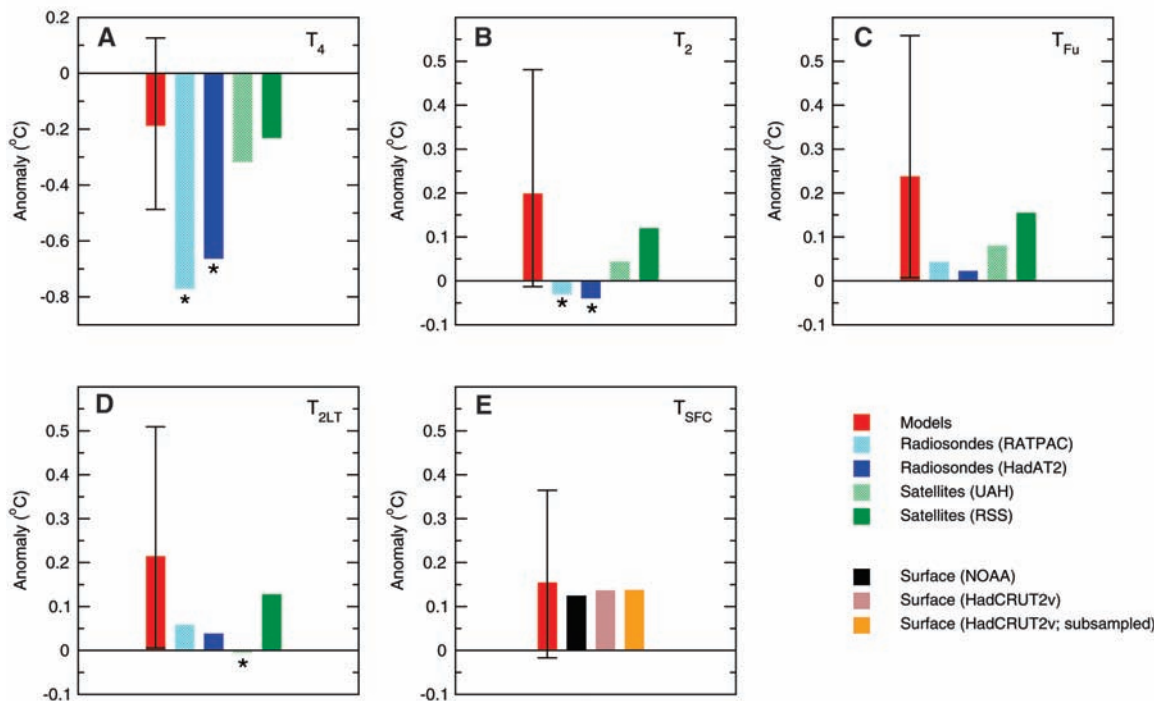 A
T4
Anomaly (°C)
0.2
0
-0.2
-0.4
-0.6
-0.8
*
*
B
T2
Anomaly (°C)
0.5
0.4
0.3
0.2
0.1
0
-0.1
*
*
C
TFu
Anomaly (°C)
0.5
0.4
0.3
0.2
0.1
0
-0.1
D
T2LT
Anomaly (°C)
0.5
0.4
0.3
0.2
0.1
0
-0.1
*
E
TSFC
Anomaly (°C)
0.5
0.4
0.3
0.2
0.1
0
-0.1
Models
Radiosondes (RATPAC)
Radiosondes (HadAT2)
Satellites (UAH)
Satellites (RSS)
Surface (NOAA)
Surface (HadCRUT2v)
Surface (HadCRUT2v; subsampled)